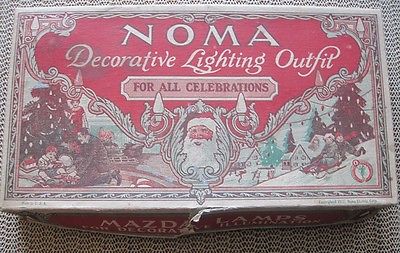 NOMA
Decorative Lighting Outfit
FOR ALL CELEBRATIONS
MAZDA LAMPS